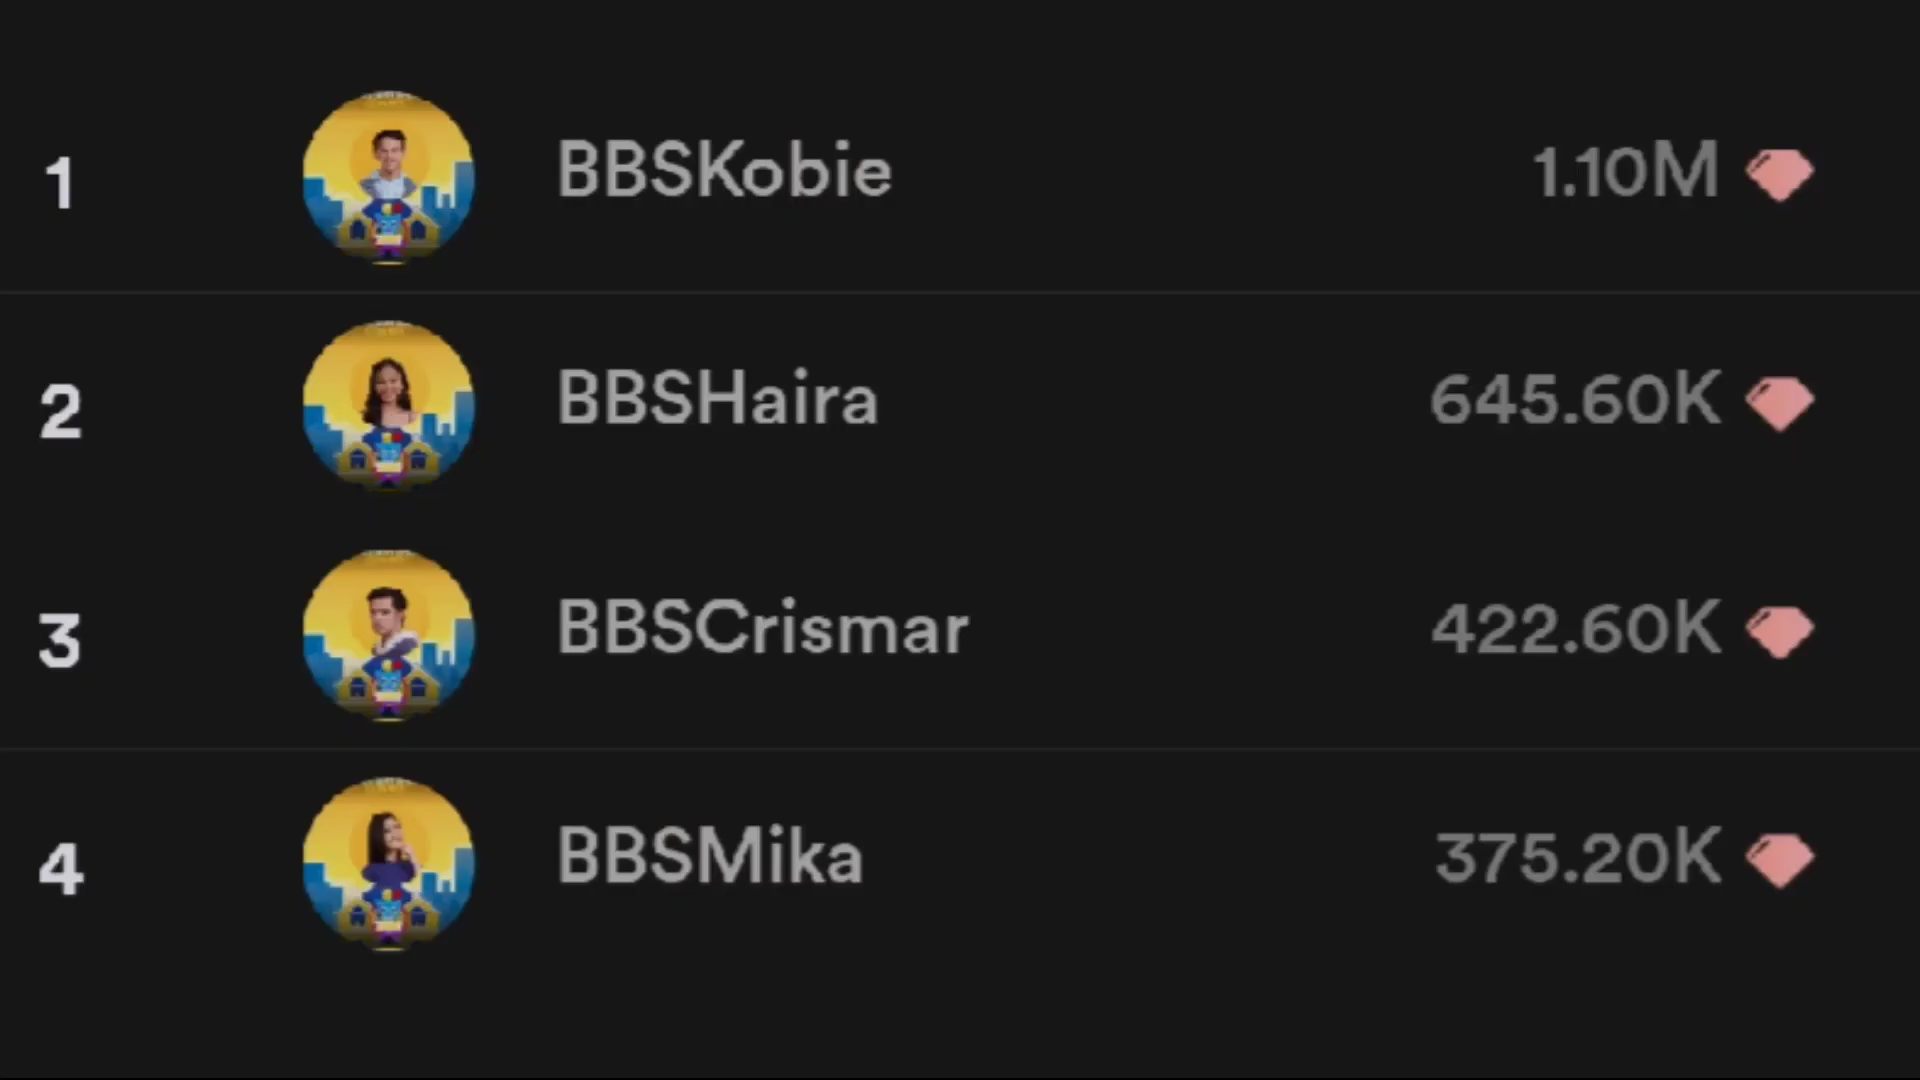 1 BBSKobie 1.10M
2 BBSHaira 645.60K
3 BBSCrismar 422.60K
4 BBSMika 375.20K